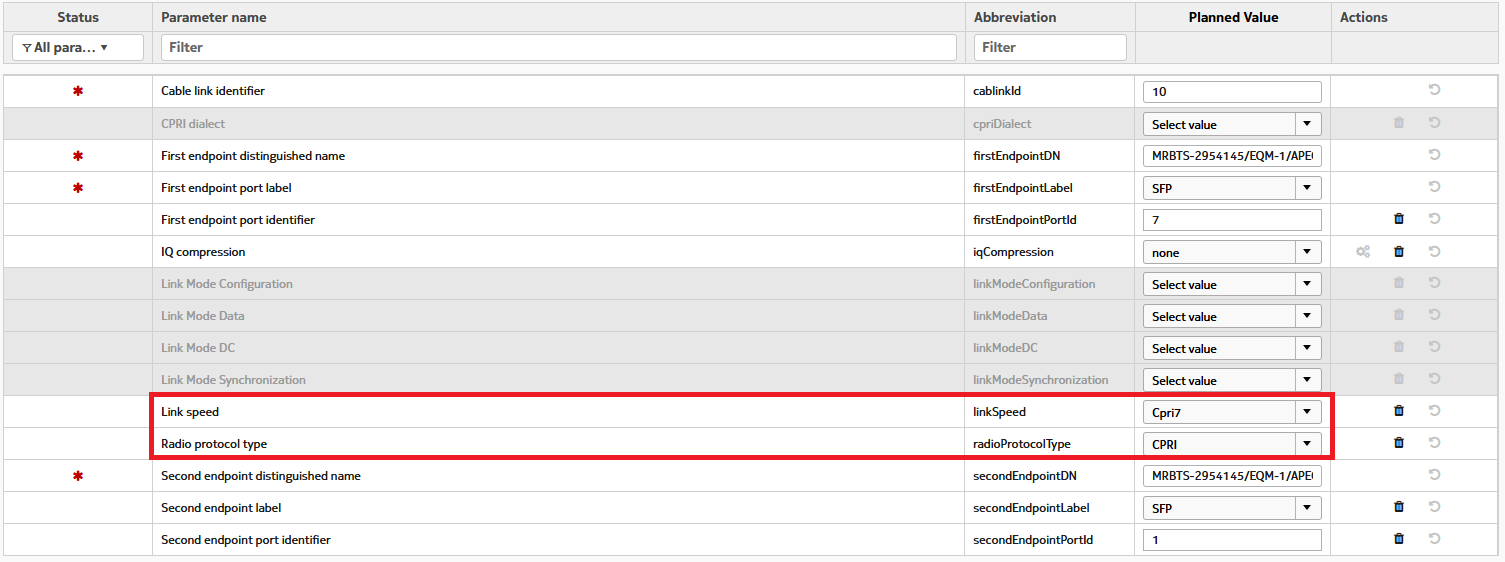 Status Parameter name Abbreviation Planned Value Actions
All para... Filter Filter
* Cable link identifier cablinkId 10
CPRI dialect cpriDialect Select value
* First endpoint distinguished name firstEndpointDN MRBTS-2954145/EQM-1/APE
* First endpoint port label firstEndpointLabel SFP
First endpoint port identifier firstEndpointPortId 7
IQ compression iqCompression none
Link Mode Configuration linkModeConfiguration Select value
Link Mode Data linkModeData Select value
Link Mode DC linkModeDC Select value
Link Mode Synchronization linkModeSynchronization Select value
Link speed linkSpeed Cpri7
Radio protocol type radioProtocolType CPRI
* Second endpoint distinguished name secondEndpointDN MRBTS-2954145/EQM-1/APE
Second endpoint label secondEndpointLabel SFP
Second endpoint port identifier secondEndpointPortId 1